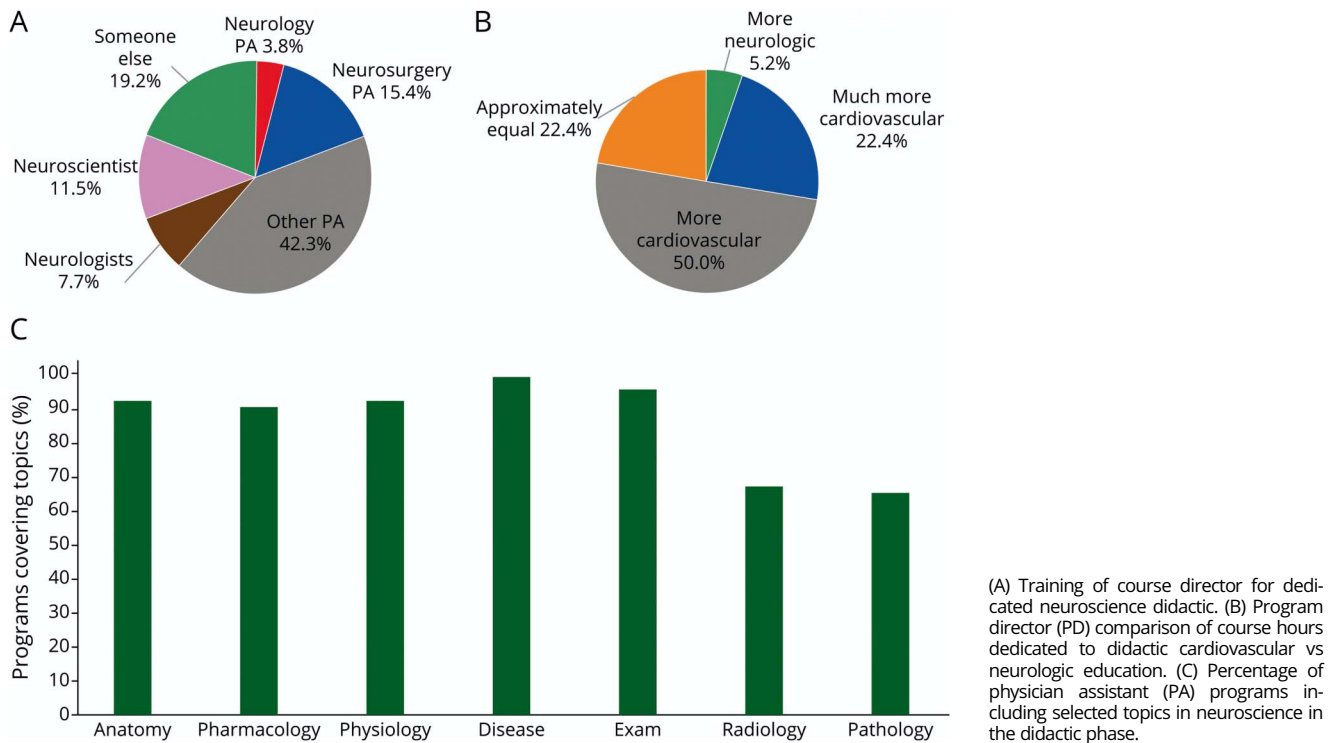 A
Someone
else
19.2%
Neurology
PA 3.8%
Neurosurgery
PA 15.4%
Neuroscientist
11.5%
Other PA
42.3%
Neurologists
7.7%
B
More
neurologic
5.2%
Approximately
equal 22.4%
Much more
cardiovascular
22.4%
More
cardiovascular
50.0%
C
Programs covering topics (%)
100
90
80
70
60
50
40
30
20
10
0
Anatomy Pharmacology Physiology Disease Exam Radiology Pathology
(A) Training of course director for dedi-
cated neuroscience didactic. (B) Program
director (PD) comparison of course hours
dedicated to didactic cardiovascular vs
neurologic education. (C) Percentage of
physician assistant (PA) programs in-
cluding selected topics in neuroscience in
the didactic phase.